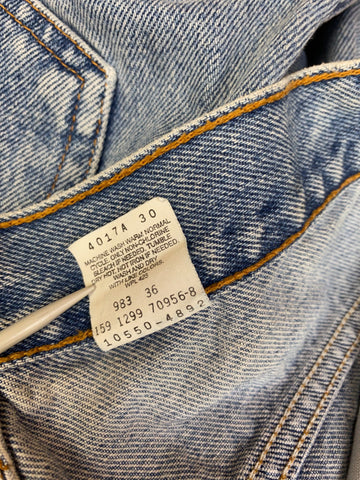 4017A 30
MACHINE WASH WARM, NORMAL
CYCLE. ONLY NON-CHLORINE
BLEACH IF NEEDED. TUMBLE
DRY HOT. HOT IRON IF NEEDED.
WASH AND DRY
WITH LIKE COLORS.
WPL 423
983 36
159 1299 70956-8
10550-4892